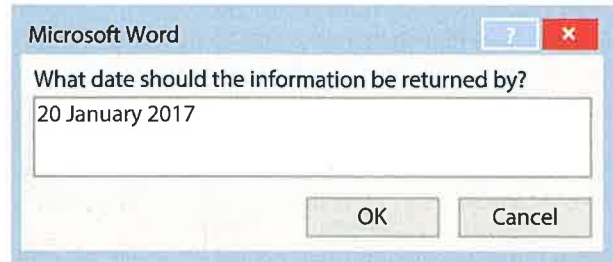 Microsoft Word
?
What date should the information be returned by?
20 January 2017
OK
Cancel